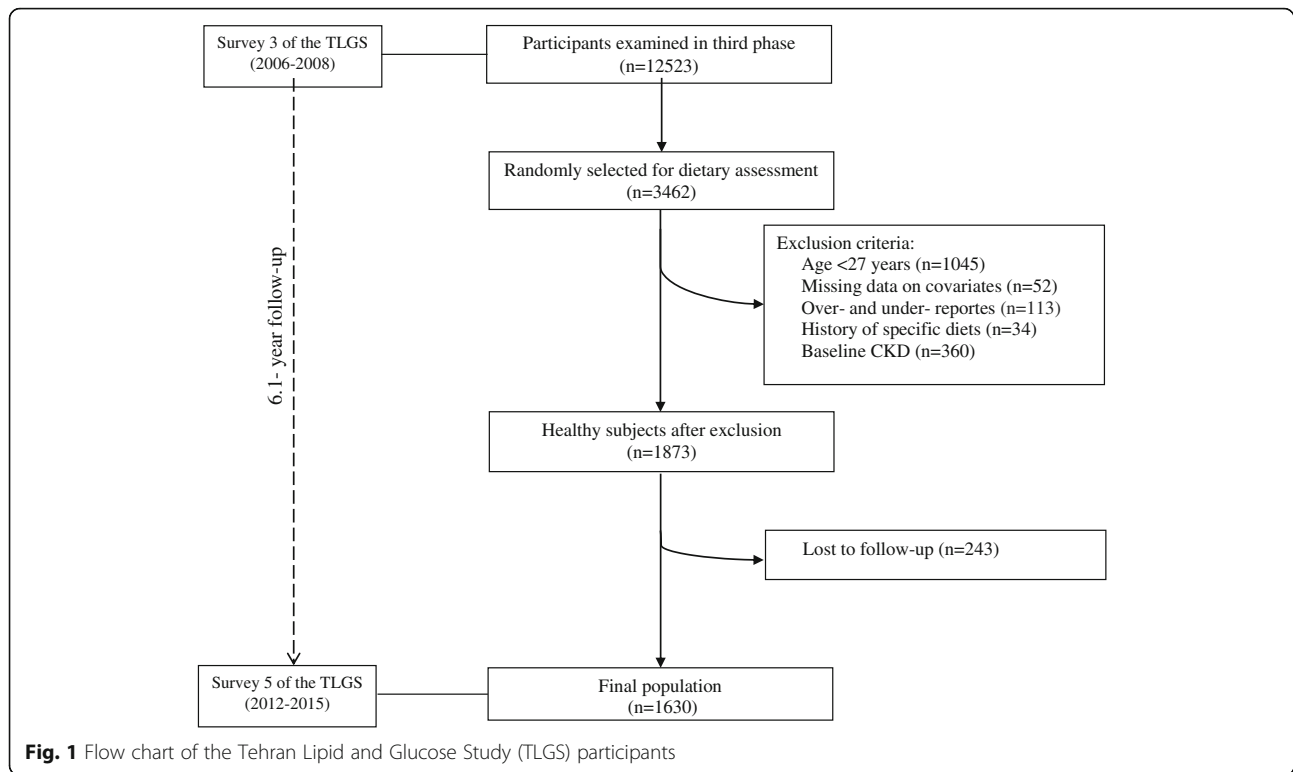 Survey 3 of the TLGS
(2006-2008)
Participants examined in third phase
(n=12523)
Randomly selected for dietary assessment
(n=3462)
Exclusion criteria:
Age <27 years (n=1045)
Missing data on covariates (n=52)
Over- and under- reportes (n=113)
History of specific diets (n=34)
Baseline CKD (n=360)
6.1- year follow-up
Healthy subjects after exclusion
(n=1873)
Lost to follow-up (n=243)
Survey 5 of the TLGS
(2012-2015)
Final population
(n=1630)
Fig. 1 Flow chart of the Tehran Lipid and Glucose Study (TLGS) participants